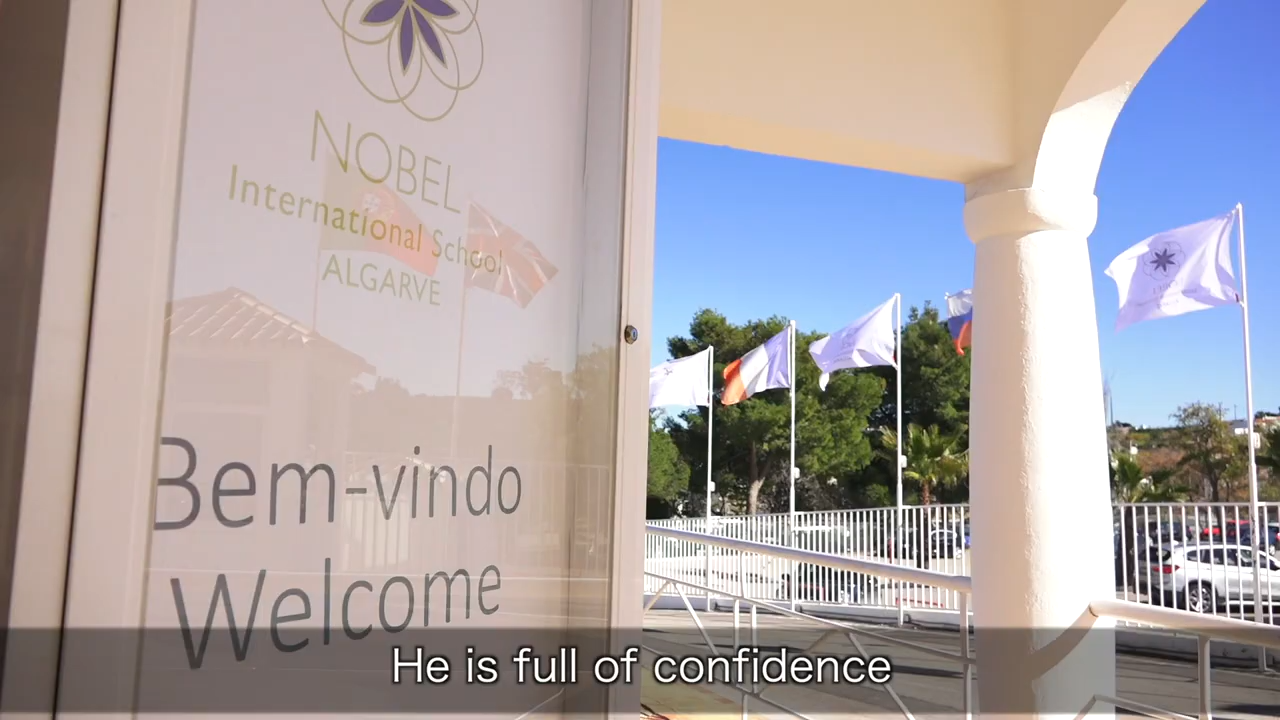 NOBEL
International School
ALGARVE
Bem-vindo
Welcome
He is full of confidence